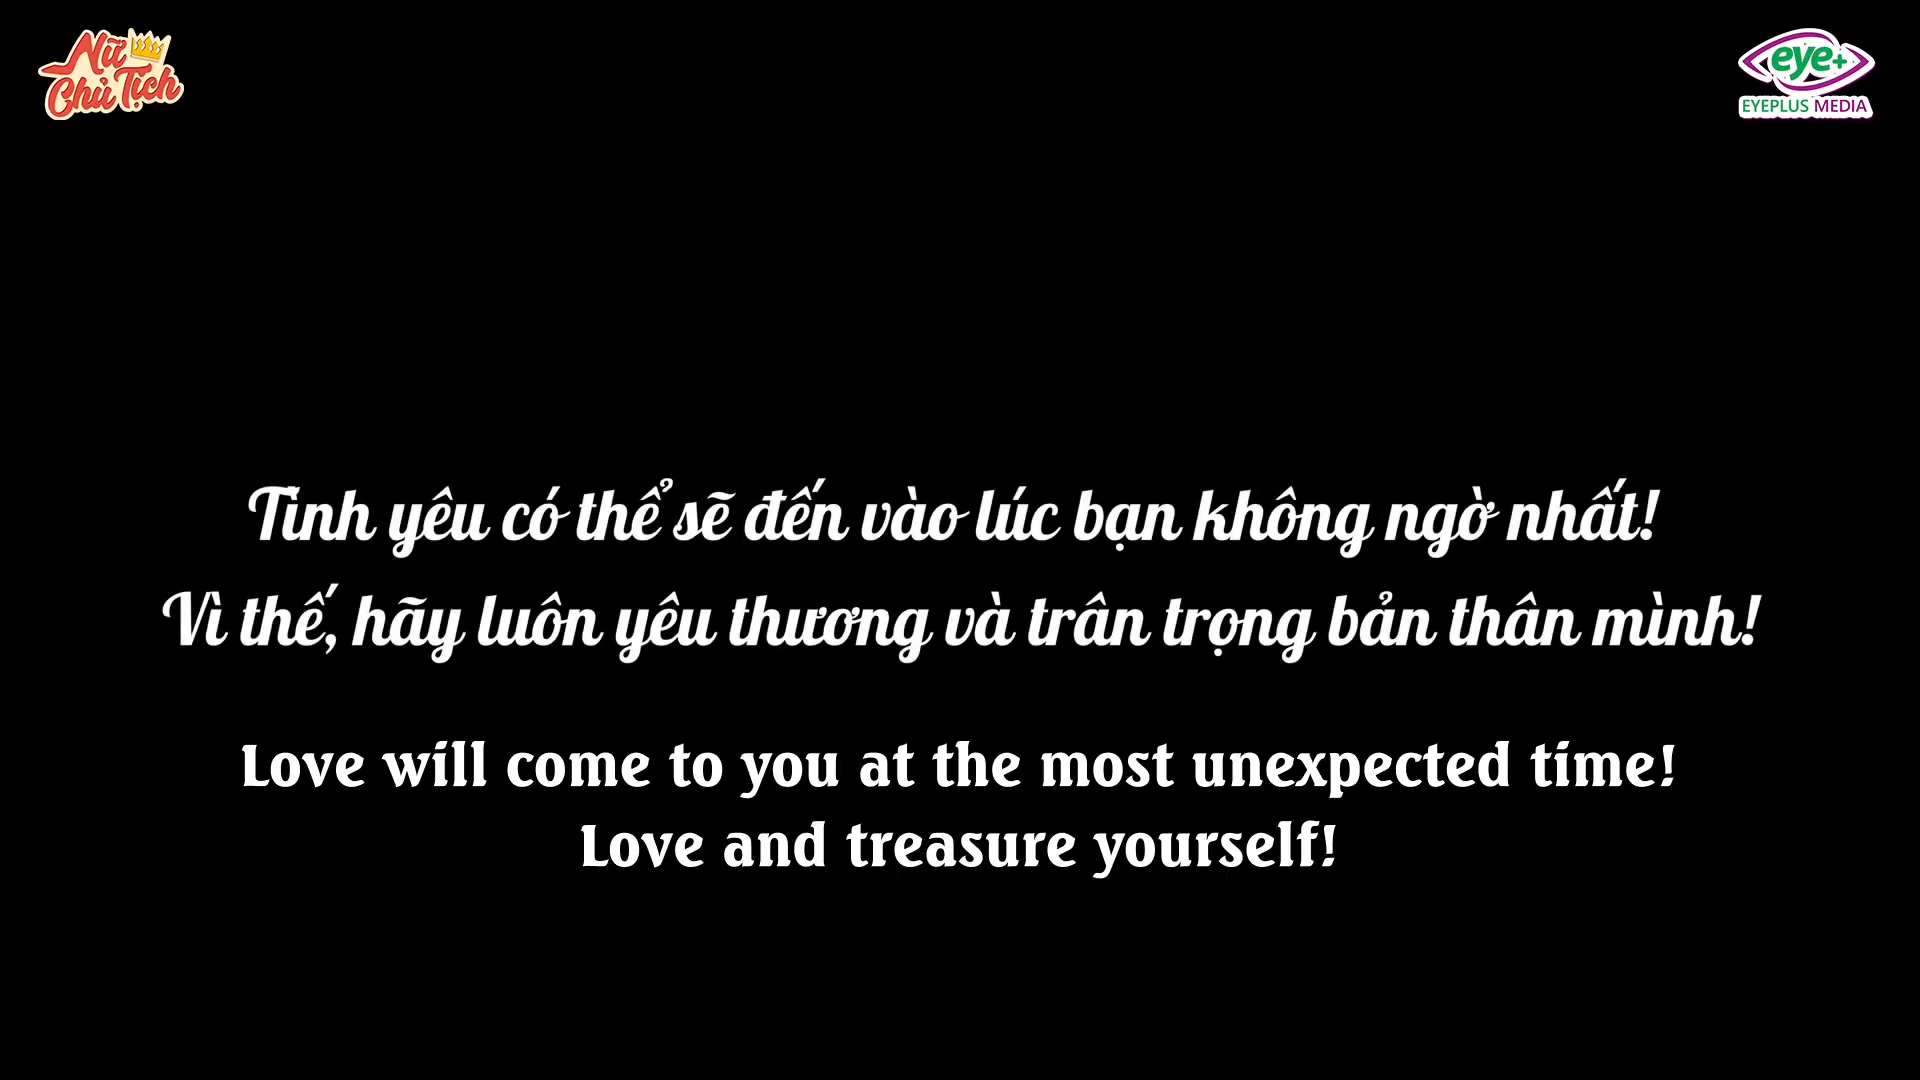 Nữ
Chủ Tịch
eye+
EYEPLUS MEDIA
Tình yêu có thể sẽ đến vào lúc bạn không ngờ nhất!
Vì thế, hãy luôn yêu thương và trân trọng bản thân mình!
Love will come to you at the most unexpected time!
Love and treasure yourself!